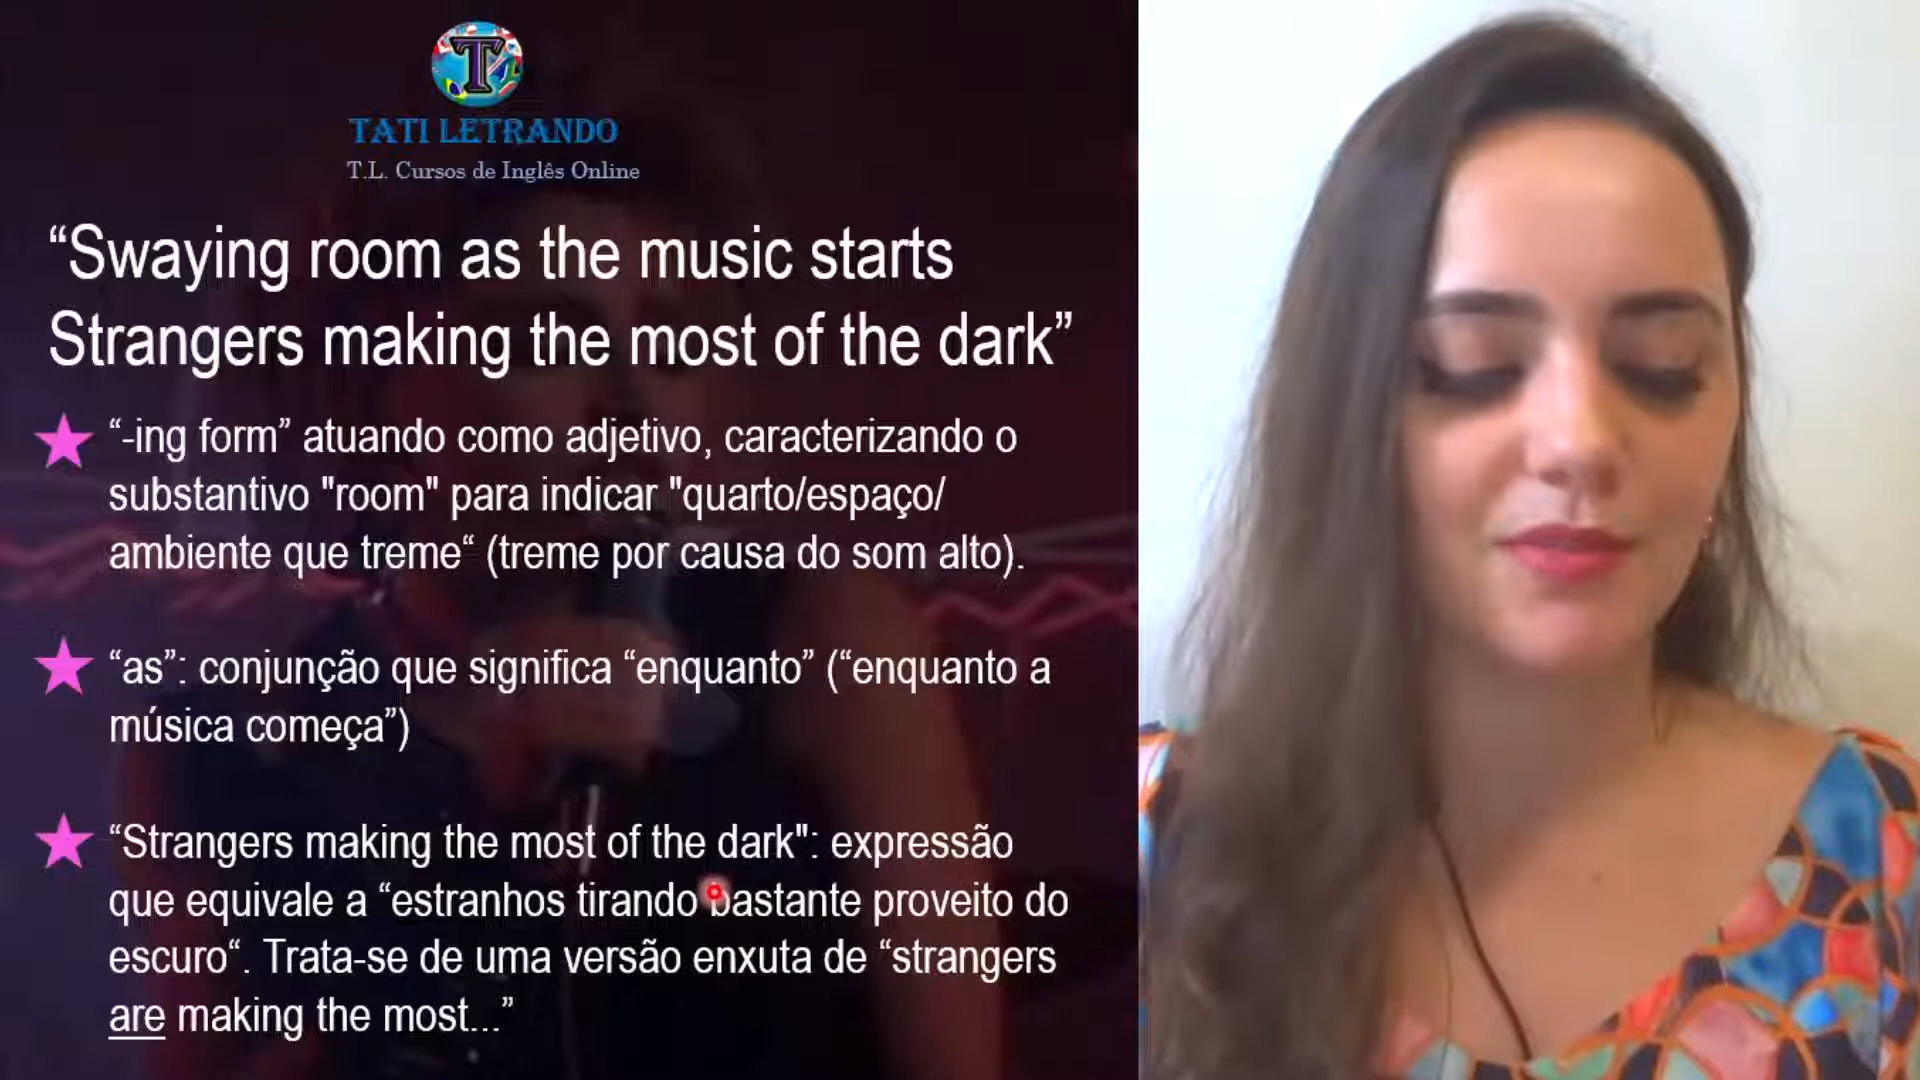 T
TATI LETRANDO
T.L. Cursos de Inglês Online
“Swaying room as the music starts
Strangers making the most of the dark”
“-ing form” atuando como adjetivo, caracterizando o
substantivo "room" para indicar "quarto/espaço/
ambiente que treme“ (treme por causa do som alto).
“as”: conjunção que significa “enquanto” (“enquanto a
música começa”)
“Strangers making the most of the dark": expressão
que equivale a “estranhos tirando bastante proveito do
escuro“. Trata-se de uma versão enxuta de “strangers
are making the most...”